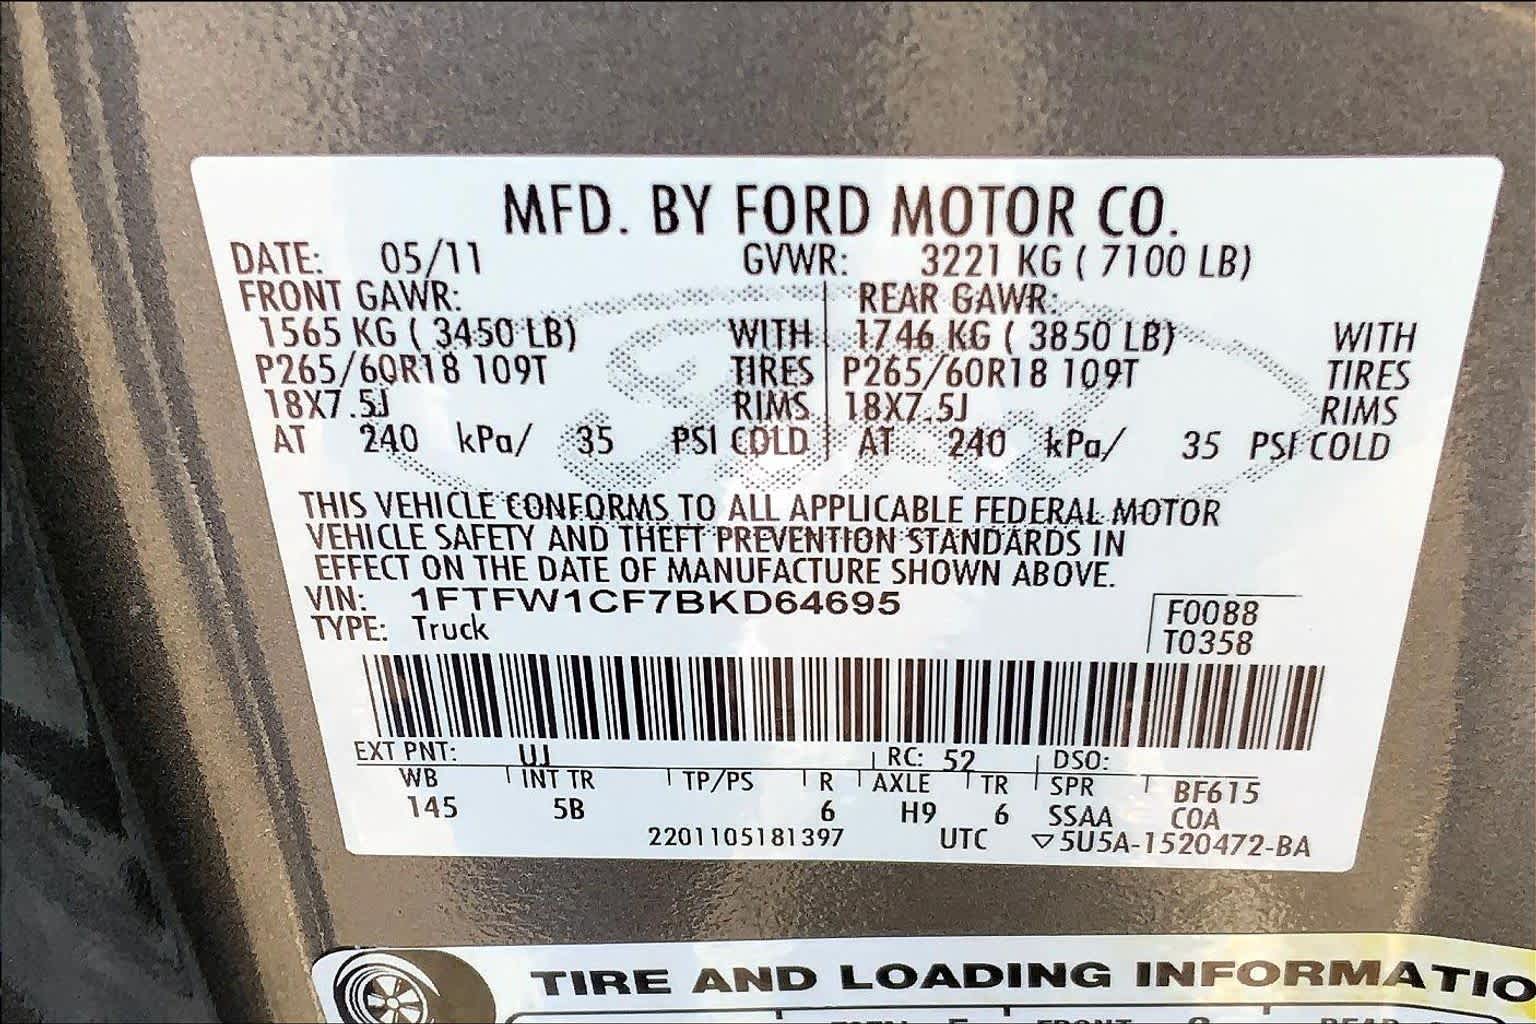 MFD. BY FORD MOTOR CO.
DATE: 05/11 GVWR: 3221 KG ( 7100 LB)
FRONT GAWR: REAR GAWR:
1565 KG ( 3450 LB) WITH 1746 KG ( 3850 LB) WITH
P265/60R18 109T TIRES P265/60R18 109T TIRES
18X7.5J RIMS 18X7.5J RIMS
AT 240 kPa/ 35 PSI COLD AT 240 kPa/ 35 PSI COLD
THIS VEHICLE CONFORMS TO ALL APPLICABLE FEDERAL MOTOR
VEHICLE SAFETY AND THEFT PREVENTION STANDARDS IN
EFFECT ON THE DATE OF MANUFACTURE SHOWN ABOVE.
VIN: 1FTFW1CF7BKD64695 F0088
TYPE: Truck T0358
EXT PNT: UJ RC: 52 DSO:
WB INT TR TP/PS R AXLE TR SPR BF615
145 5B 6 H9 6 SSAA COA
2201105181397 UTC ▽5U5A-1520472-BA
TIRE AND LOADING INFORMATIO